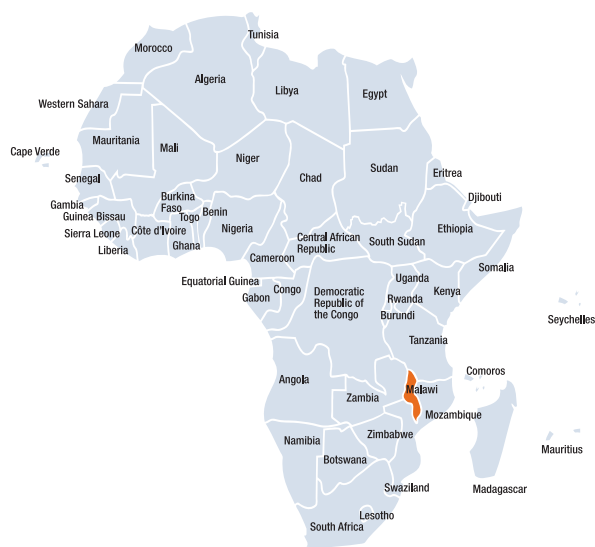 Tunisia
Morocco
Algeria
Libya
Egypt
Western Sahara
Mauritania
Mali
Cape Verde
Niger
Chad
Sudan
Eritrea
Senegal
Djibouti
Gambia
Burkina
Faso
Benin
Togo
Guinea Bissau
Nigeria
Ethiopia
Sierra Leone
Côte d'Ivoire
Ghana
Liberia
Central African
Republic
South Sudan
Cameroon
Somalia
Equatorial Guinea
Gabon
Congo
Democratic
Republic of
the Congo
Uganda
Rwanda
Kenya
Burundi
Seychelles
Tanzania
Comoros
Angola
Zambia
Malawi
Mozambique
Namibia
Zimbabwe
Mauritius
Botswana
Swaziland
Madagascar
Lesotho
South Africa